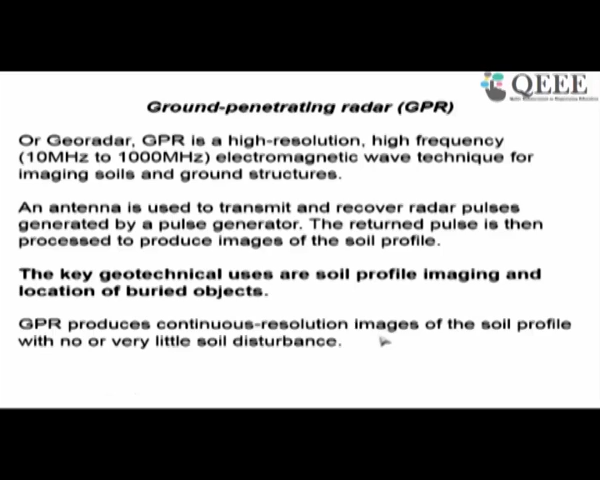 QEEE
Ground-penetrating radar (GPR)
Or Georadar, GPR is a high-resolution, high frequency
(10MHz to 1000MHz) electromagnetic wave technique for
imaging soils and ground structures.
An antenna is used to transmit and recover radar pulses
generated by a pulse generator. The returned pulse is then
processed to produce images of the soil profile.
The key geotechnical uses are soil profile imaging and
location of buried objects.
GPR produces continuous-resolution images of the soil profile
with no or very little soil disturbance.